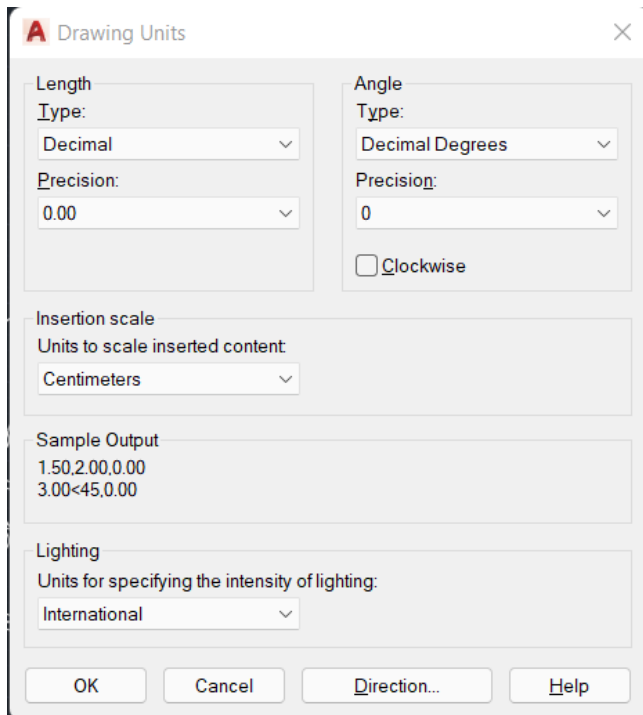 Drawing Units
Length
Type:
Decimal
Precision:
0.00
Angle
Type:
Decimal Degrees
Precision:
0
Clockwise
Insertion scale
Units to scale inserted content:
Centimeters
Sample Output
1.50,2.00,0.00
3.00<45,0.00
Lighting
Units for specifying the intensity of lighting:
International
OK Cancel Direction... Help